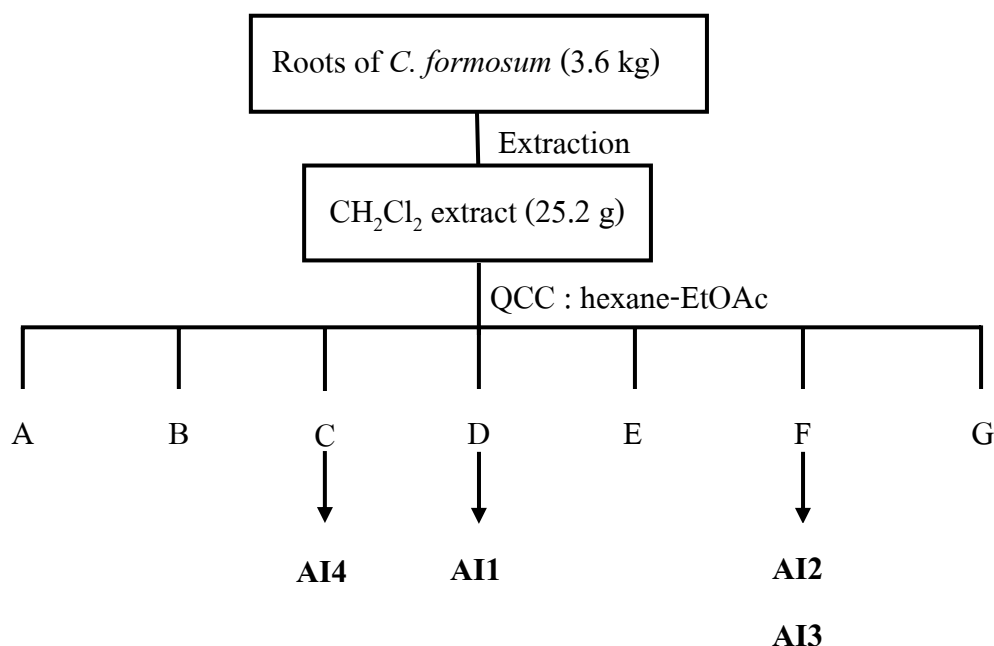 Roots of C. formosum (3.6 kg)
Extraction
CH₂Cl₂ extract (25.2 g)
QCC : hexane-EtOAc
A B C D E F G
AI4 AI1 AI2
AI3